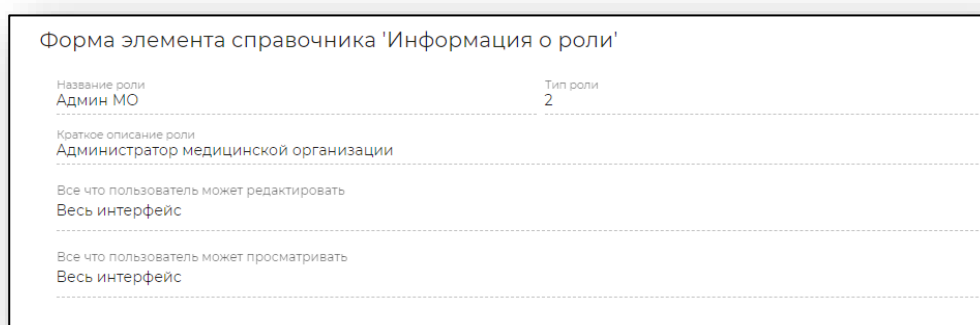 Форма элемента справочника 'Информация о роли'
Название роли
Тип роли
Админ МО
2
Краткое описание роли
Администратор медицинской организации
Все что пользователь может редактировать
Весь интерфейс
Все что пользователь может просматривать
Весь интерфейс